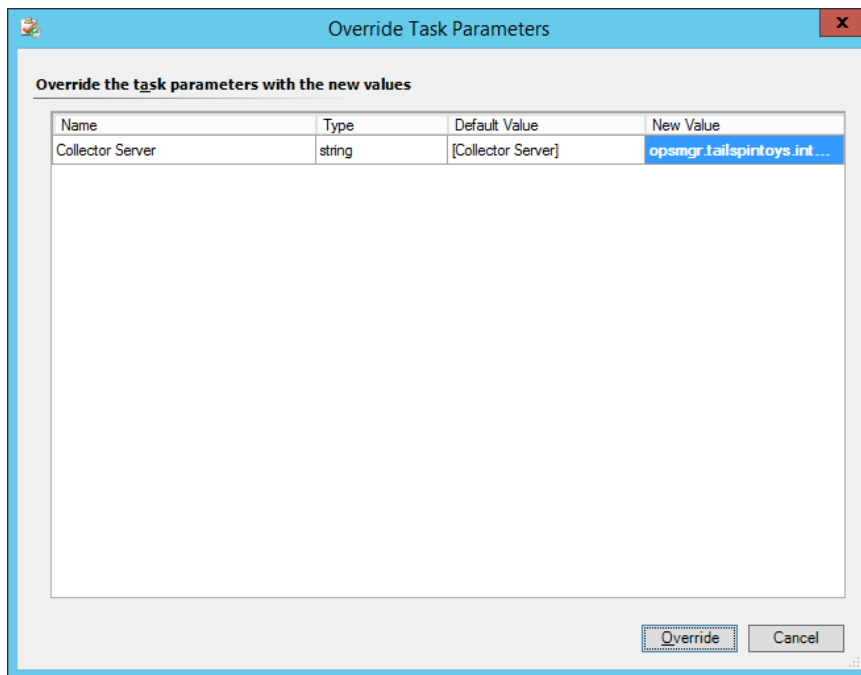 Override Task Parameters
x
Override the task parameters with the new values
Name Type Default Value New Value
Collector Server string [Collector Server] opsmgr.tailspintoys.int...
Override Cancel